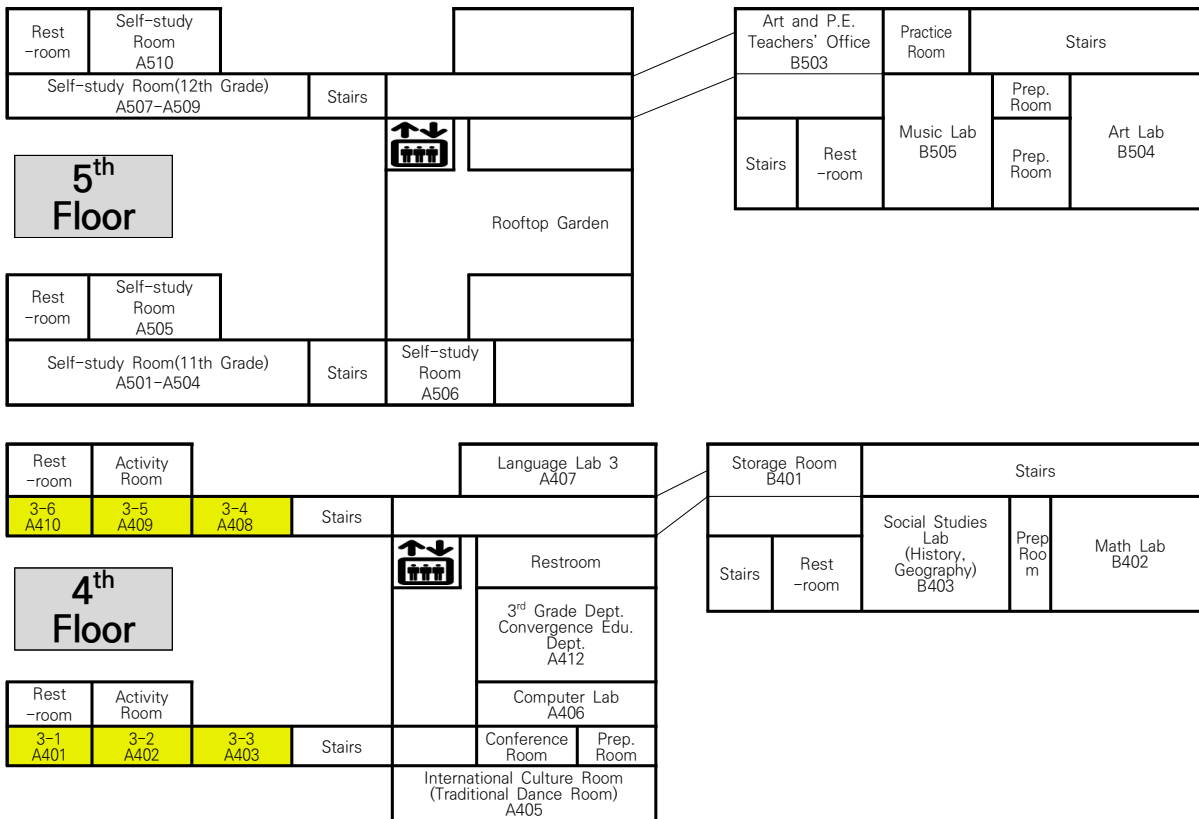 Rest
-room
Self-study
Room
A510
Art and P.E.
Teachers' Office
B503
Practice
Room
Stairs
Self-study Room(12th Grade)
A507-A509
Stairs
Prep.
Room
Music Lab
B505
Art Lab
B504
Stairs
Rest
-room
Prep.
Room
5th
Floor
Rooftop Garden
Rest
-room
Self-study
Room
A505
Self-study Room(11th Grade)
A501-A504
Stairs
Self-study
Room
A506
Rest
-room
Activity
Room
Language Lab 3
A407
Storage Room
B401
Stairs
3-6
A410
3-5
A409
3-4
A408
Stairs
Restroom
Stairs
Rest
-room
Social Studies
Lab
(History,
Geography)
B403
Prep
Roo
m
Math Lab
B402
4th
Floor
3rd Grade Dept.
Convergence Edu.
Dept.
A412
Rest
-room
Activity
Room
Computer Lab
A406
3-1
A401
3-2
A402
3-3
A403
Stairs
Conference
Room
Prep.
Room
International Culture Room
(Traditional Dance Room)
A405